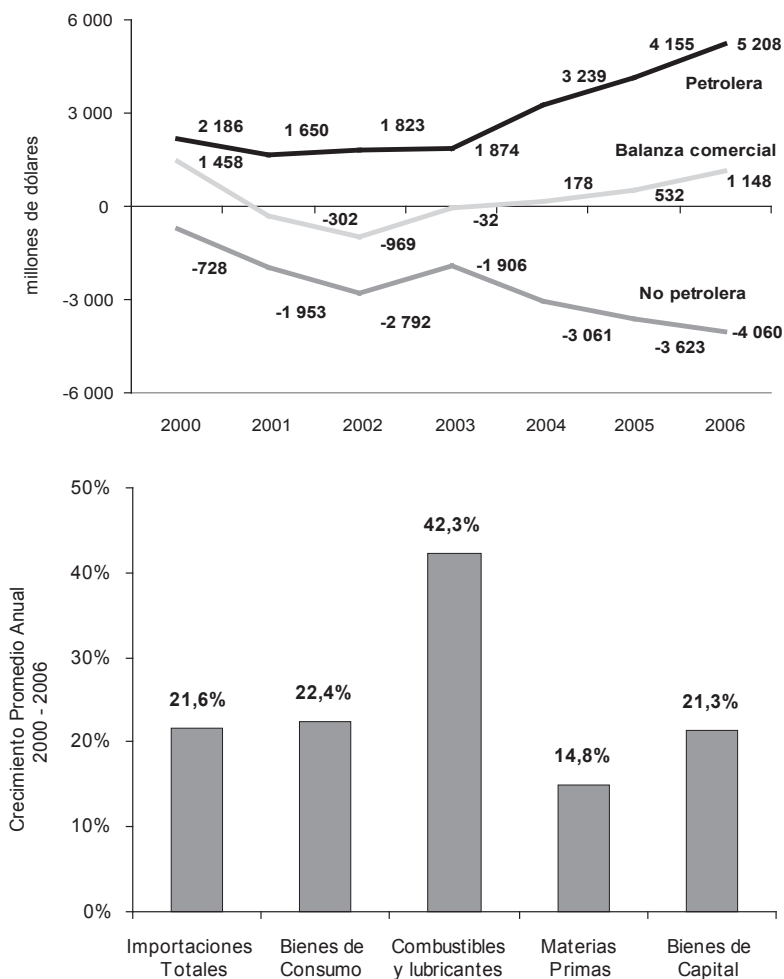 6 000
3 000
0
-3 000
-6 000
millones de dólares
2 186
1 650
1 823
1 874
3 239
4 155
5 208
Petrolera
1 458
-302
-969
-32
178
532
1 148
Balanza comercial
-728
-1 953
-2 792
-1 906
-3 061
-3 623
-4 060
No petrolera
2000 2001 2002 2003 2004 2005 2006
50%
40%
30%
20%
10%
0%
Crecimiento Promedio Anual
2000 - 2006
21,6%
22,4%
42,3%
14,8%
21,3%
Importaciones
Totales
Bienes de
Consumo
Combustibles
y lubricantes
Materias
Primas
Bienes de
Capital